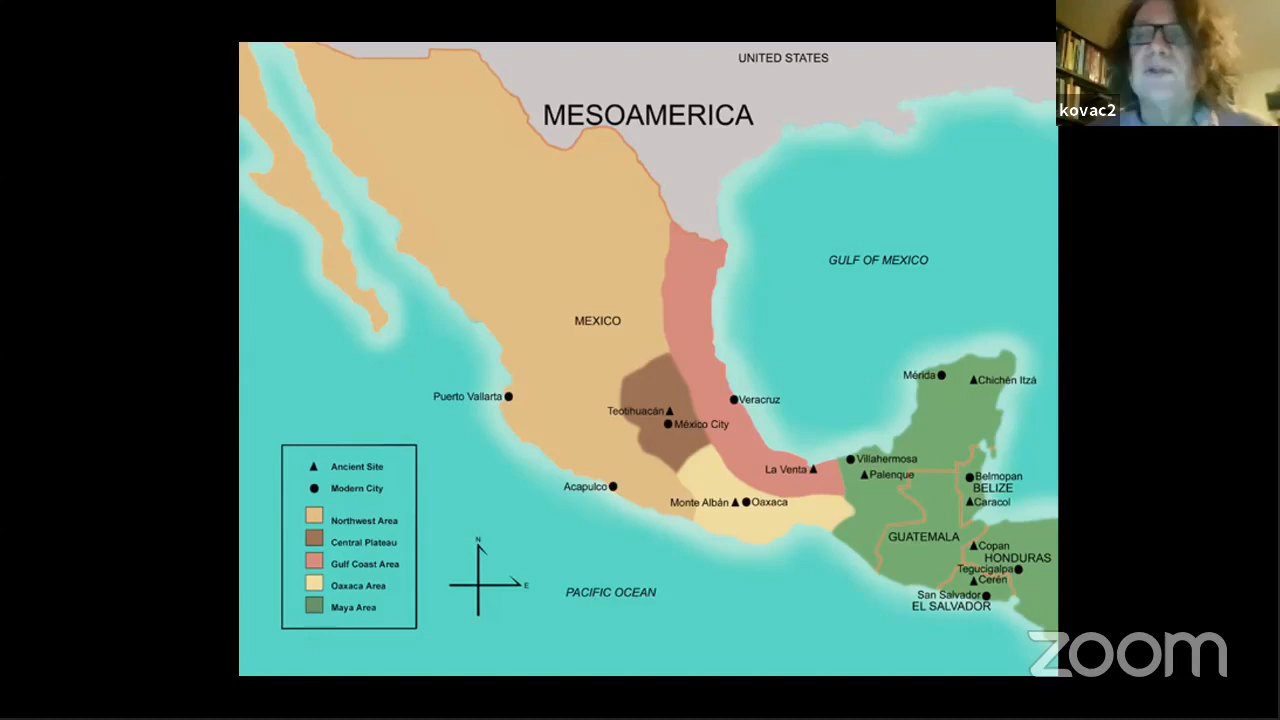 kovac2
UNITED STATES
MESOAMERICA
GULF OF MEXICO
MEXICO
Mérida
Chichén Itzá
Puerto Vallarta
Veracruz
Teotihuacán
México City
Villahermosa
La Venta
Palenque
Belmopan
BELIZE
Acapulco
Monte Albán
Oaxaca
Caracol
GUATEMALA
Copan
HONDURAS
Tegucigalpa
Cerén
San Salvador
EL SALVADOR
PACIFIC OCEAN
N
E
Ancient Site
Modern City
Northwest Area
Central Plateau
Gulf Coast Area
Oaxaca Area
Maya Area
zoom